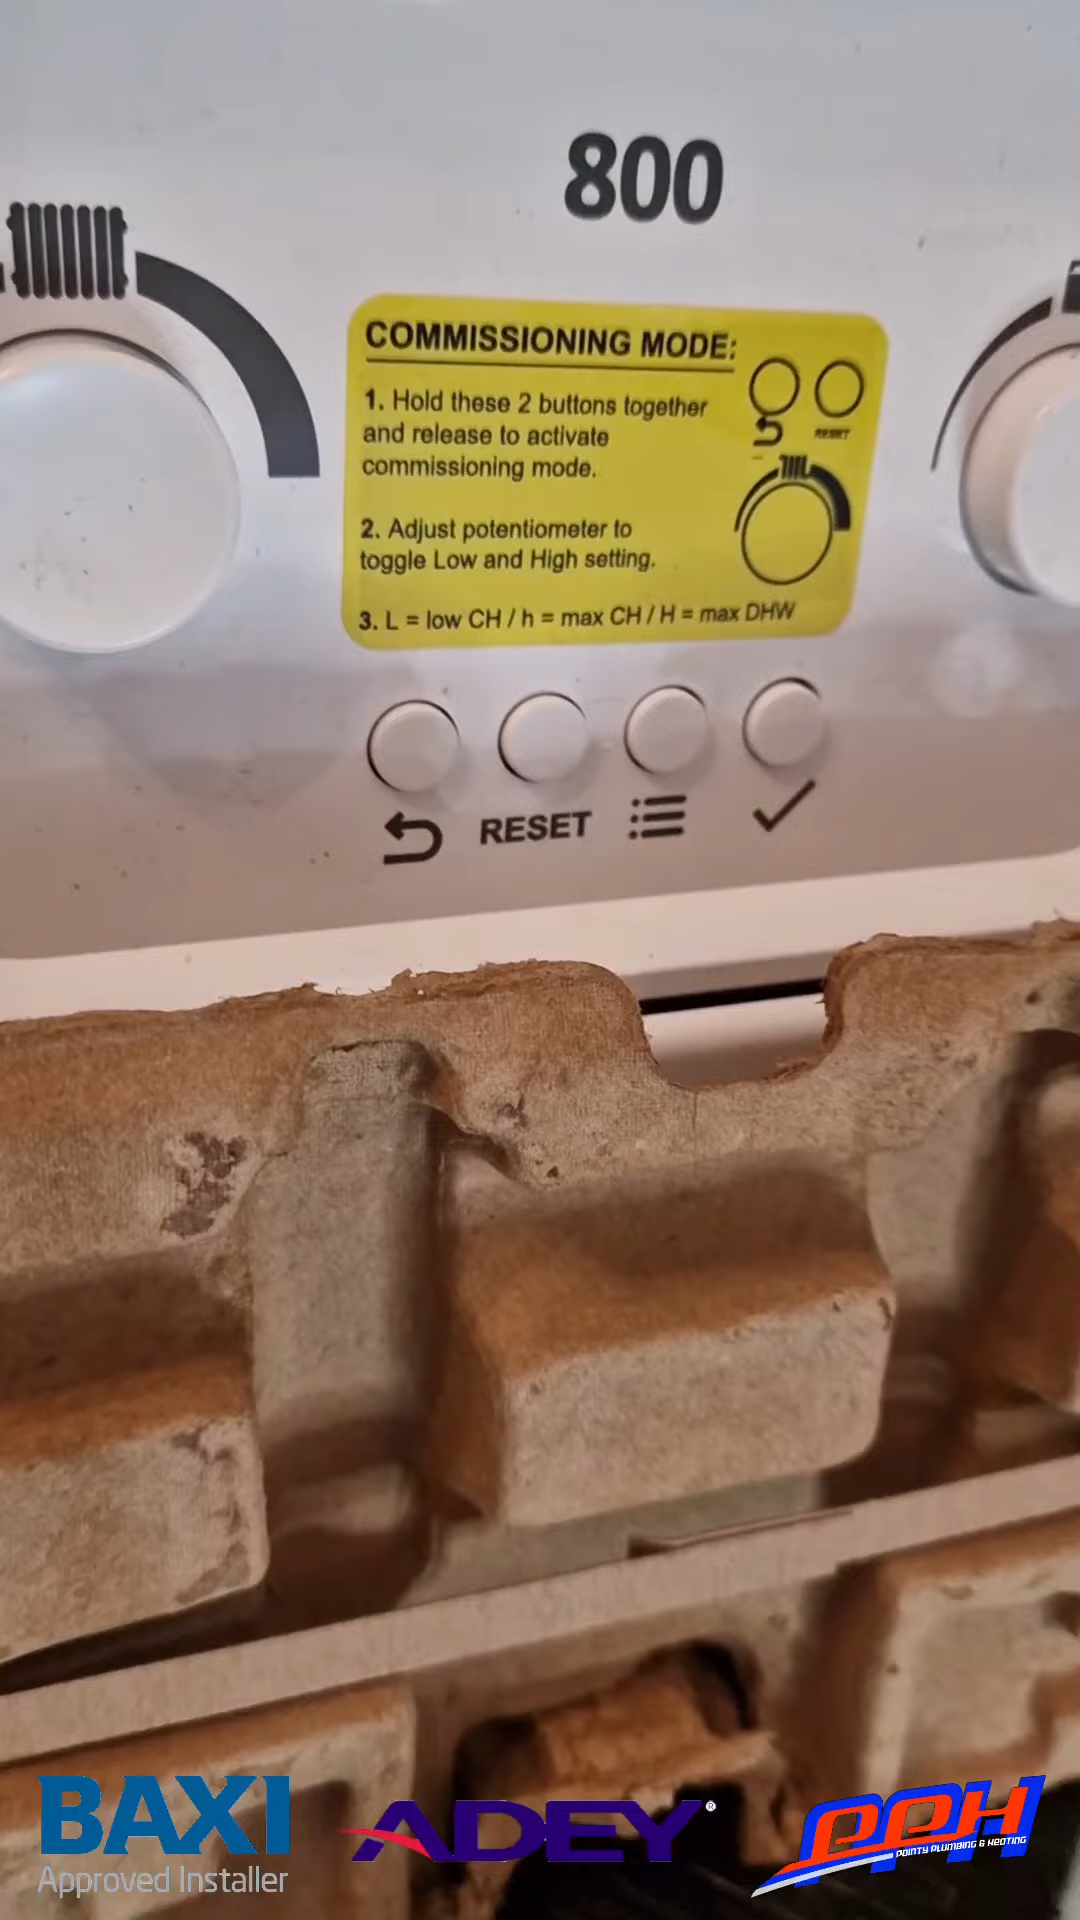 800
COMMISSIONING MODE:
1. Hold these 2 buttons together
and release to activate
commissioning mode.
RESET
2. Adjust potentiometer to
toggle Low and High setting.
3. L = low CH / h = max CH / H = max DHW
RESET
BAXI
Approved Installer
ADEY®
PPH
POINTY PLUMBING & HEATING